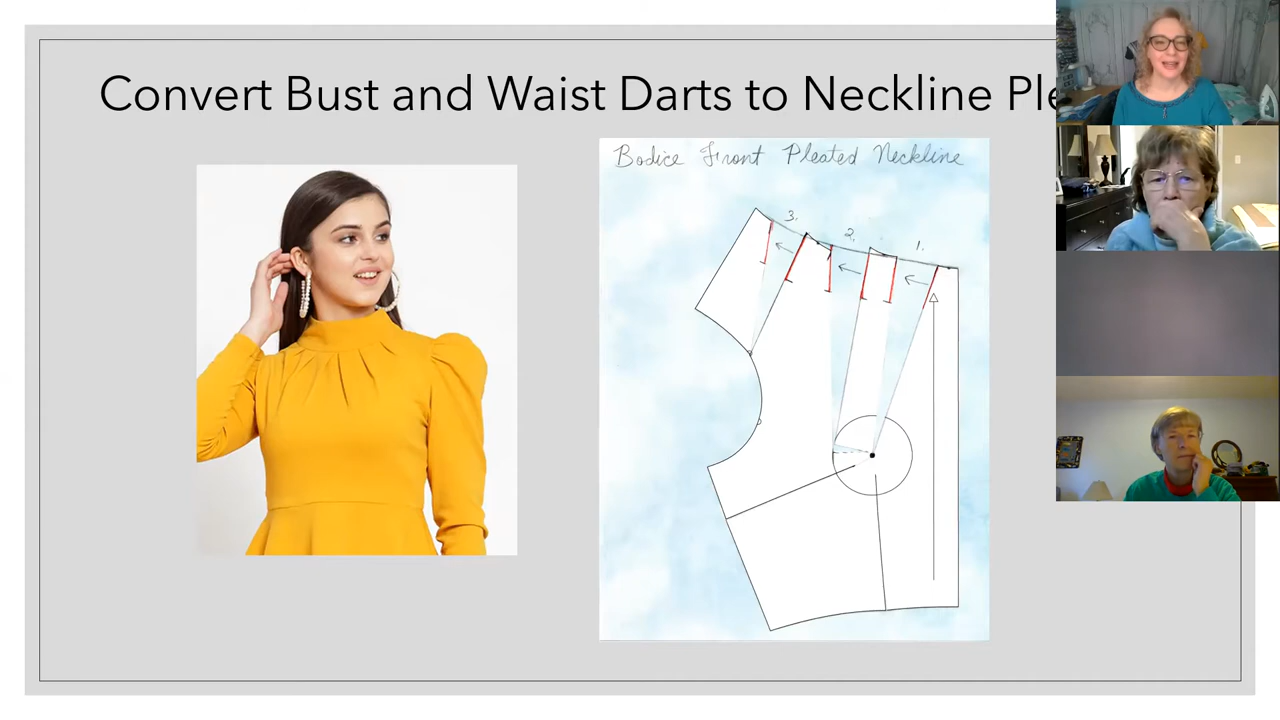 Convert Bust and Waist Darts to Neckline Ple
Bodice Front Pleated Neckline
3.
2.
1.